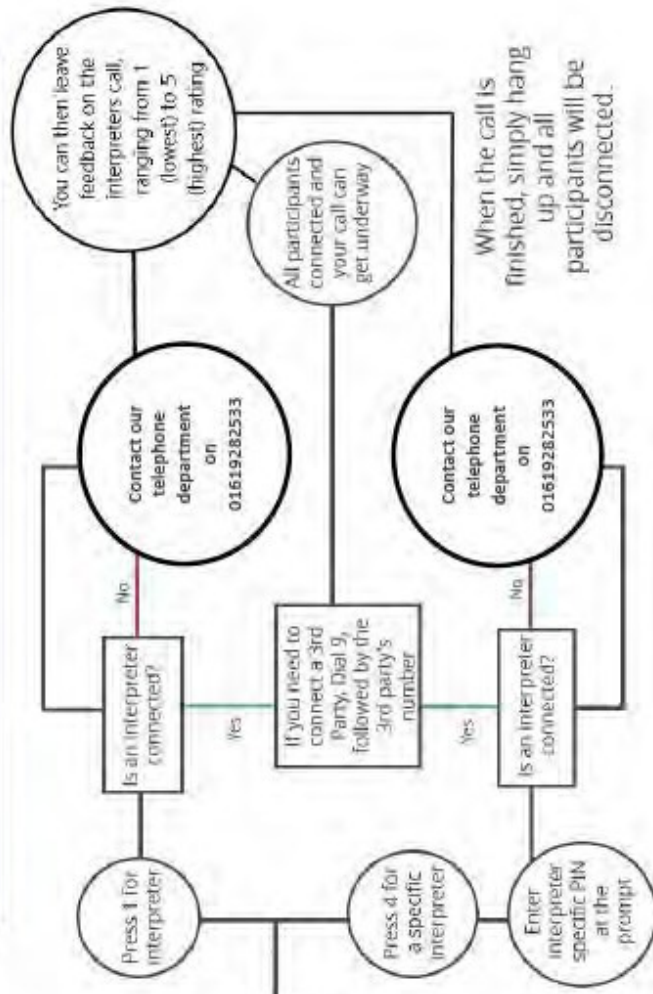 Press 1 for
interpreter
Is an interpreter
connected?
No
Contact our
telephone
department
on
01619282533
You can then leave
feedback on the
interpreters call,
ranging from 1
(lowest) to 5
(highest) rating
Yes
If you need to
connect a 3rd
Party, Dial 9,
followed by the
3rd party's
number
All participants
connected and
your call can
get underway
Press 4 for
a specific
interpreter
Yes
Enter
interpreter
specific PIN
at the
prompt
Is an interpreter
connected?
No
Contact our
telephone
department
on
01619282533
When the call is
finished, simply hang
up and all
participants will be
disconnected.